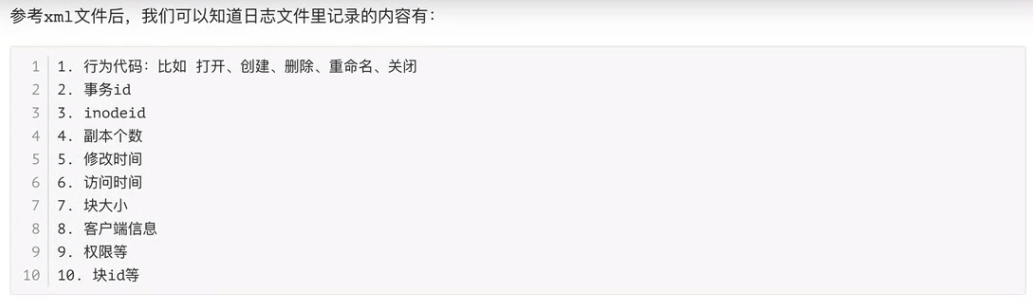 参考xml文件后，我们可以知道日志文件里记录的内容有：
1 1. 行为代码：比如 打开、创建、删除、重命名、关闭
2 2. 事务id
3 3. inodeid
4 4. 副本个数
5 5. 修改时间
6 6. 访问时间
7 7. 块大小
8 8. 客户端信息
9 9. 权限等
10 10. 块id等